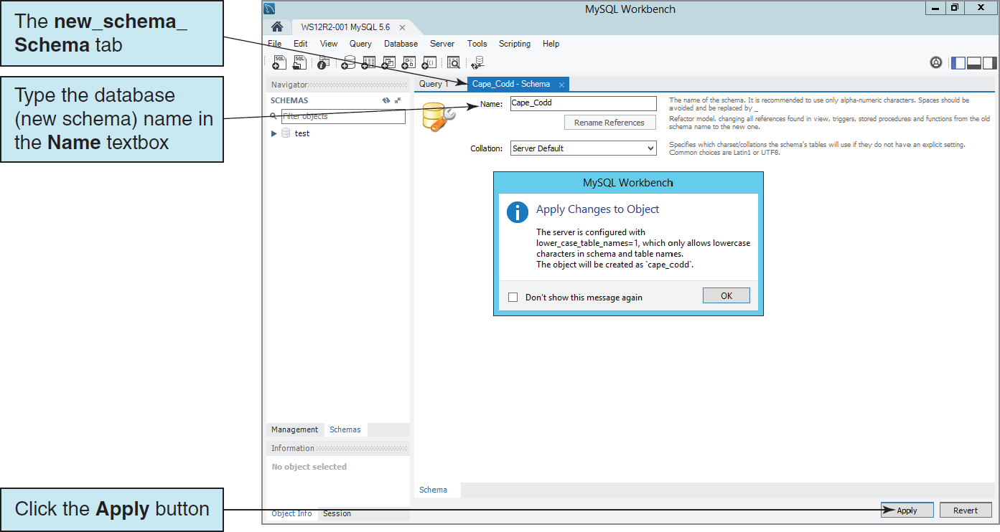 The new_schema_
Schema tab
Type the database
(new schema) name in
the Name textbox
Click the Apply button
MySQL Workbench
WS12R2-001 MySQL 5.6
File Edit View Query Database Server Tools Scripting Help
Navigator
SCHEMAS
Filter objects
test
Management Schemas
Information
No object selected
Object Info Session
Query 1 Cape_Codd - Schema
Name: Cape_Codd
Rename References
Collation: Server Default
The name of the schema. It is recommended to use only alpha-numeric characters. Spaces should be
avoided and be replaced by _
Refactor model, changing all references found in view, triggers, stored procedures and functions from the old
schema name to the new one.
Specifies which charset/collations the schema's tables will use if they do not have an explicit setting.
Common choices are Latin1 or UTF8.
MySQL Workbench
Apply Changes to Object
The server is configured with
lower_case_table_names=1, which only allows lowercase
characters in schema and table names.
The object will be created as `cape_codd`.
Don't show this message again
OK
Schema
Apply Revert